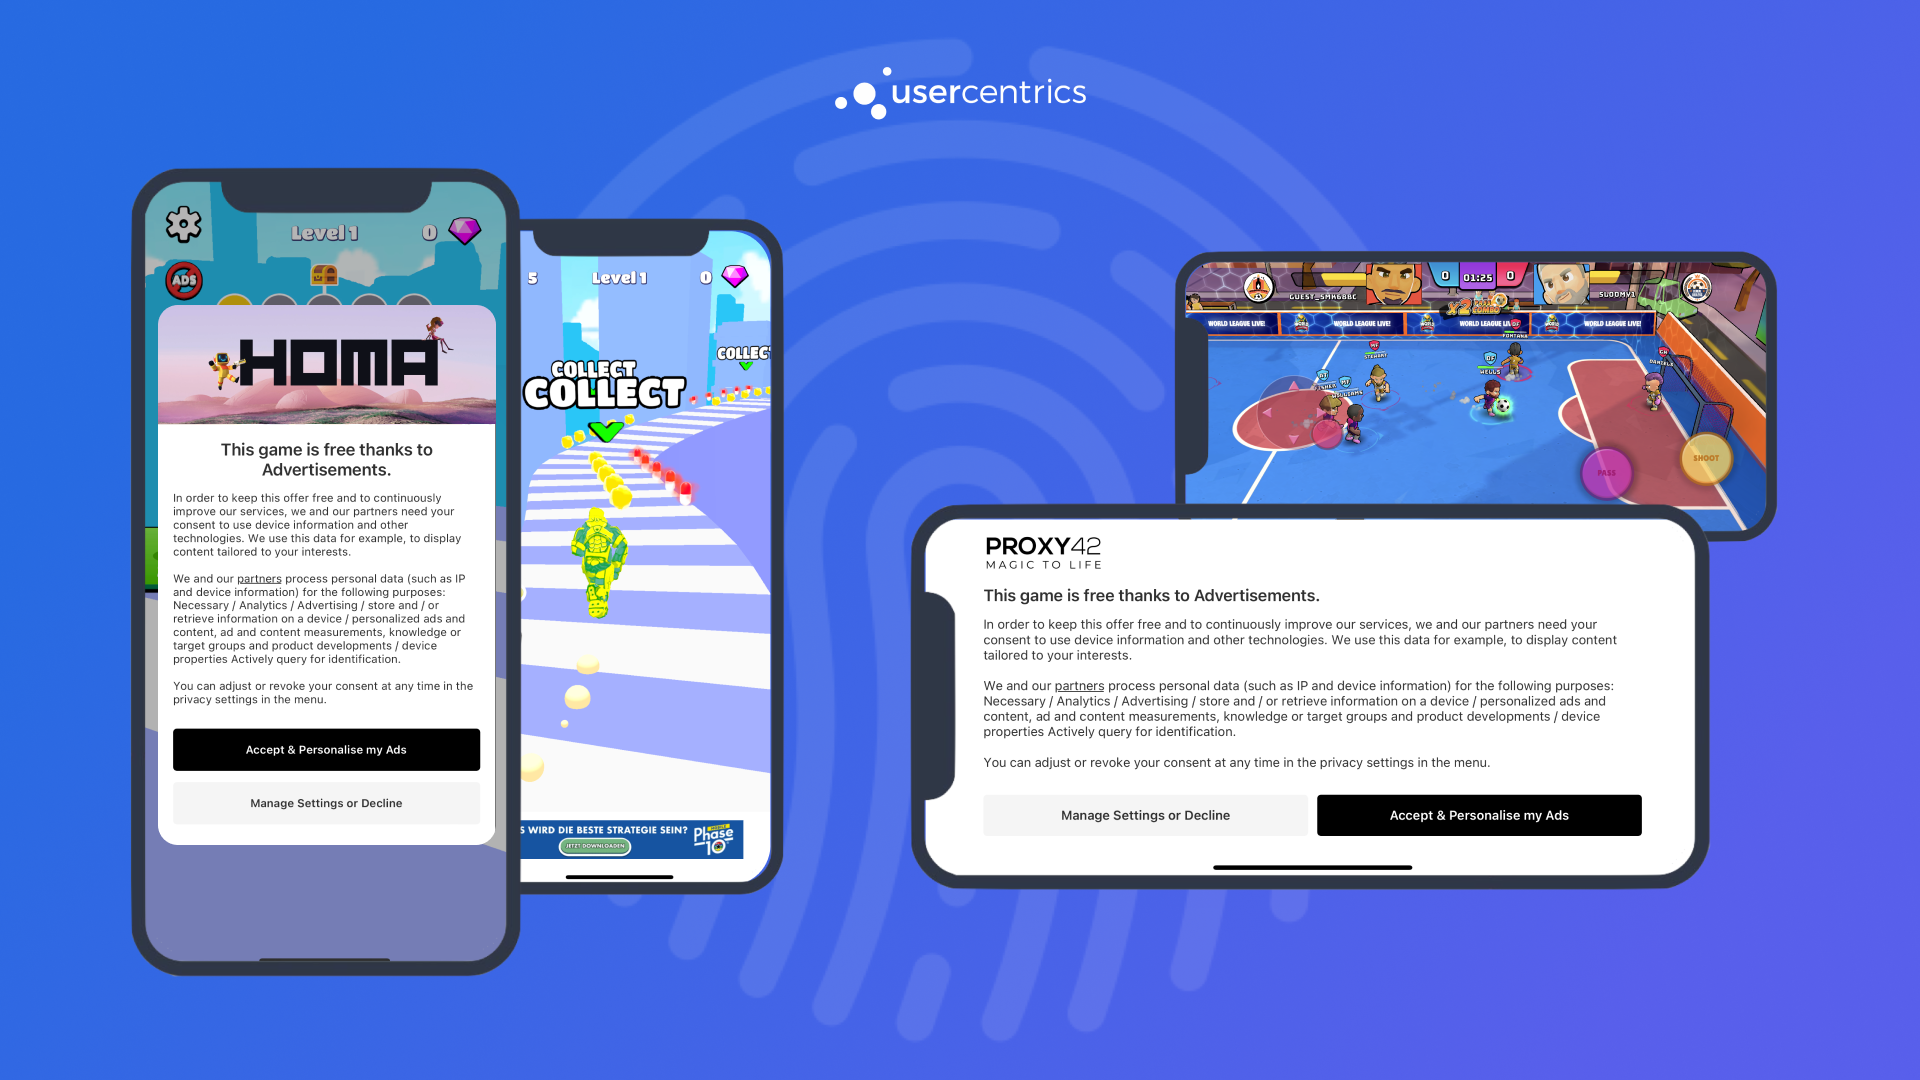 usercentrics
Level 1
0
ADS
HOMA
This game is free thanks to
Advertisements.
In order to keep this offer free and to continuously
improve our services, we and our partners need your
consent to use device information and other
technologies. We use this data for example, to display
content tailored to your interests.
We and our partners process personal data (such as IP
and device information) for the following purposes:
Necessary / Analytics / Advertising / store and / or
retrieve information on a device / personalized ads and
content, ad and content measurements, knowledge or
target groups and product developments / device
properties Actively query for identification.
You can adjust or revoke your consent at any time in the
privacy settings in the menu.
Accept & Personalise my Ads
Manage Settings or Decline
5
Level 1
0
COLLECT
COLLECT
COLLEC
S WIRD DIE BESTE STRATEGIE SEIN?
JETZT DOWNLOADEN
Phase
10
0
01:25
0
GUEST_5MK6BBC
SLODMV1
X2
WORLD LEAGUE LIVE!
WORLD LEAGUE LIVE!
WORLD LEAGUE LIV
WORLD LEAGUE LIVE!
FONTANA
STEWART
WELLS
DANIELS
WILLIAMS
PASS
SHOOT
PROXY42
MAGIC TO LIFE
This game is free thanks to Advertisements.
In order to keep this offer free and to continuously improve our services, we and our partners need your
consent to use device information and other technologies. We use this data for example, to display content
tailored to your interests.
We and our partners process personal data (such as IP and device information) for the following purposes:
Necessary / Analytics / Advertising / store and / or retrieve information on a device / personalized ads and
content, ad and content measurements, knowledge or target groups and product developments / device
properties Actively query for identification.
You can adjust or revoke your consent at any time in the privacy settings in the menu.
Manage Settings or Decline
Accept & Personalise my Ads